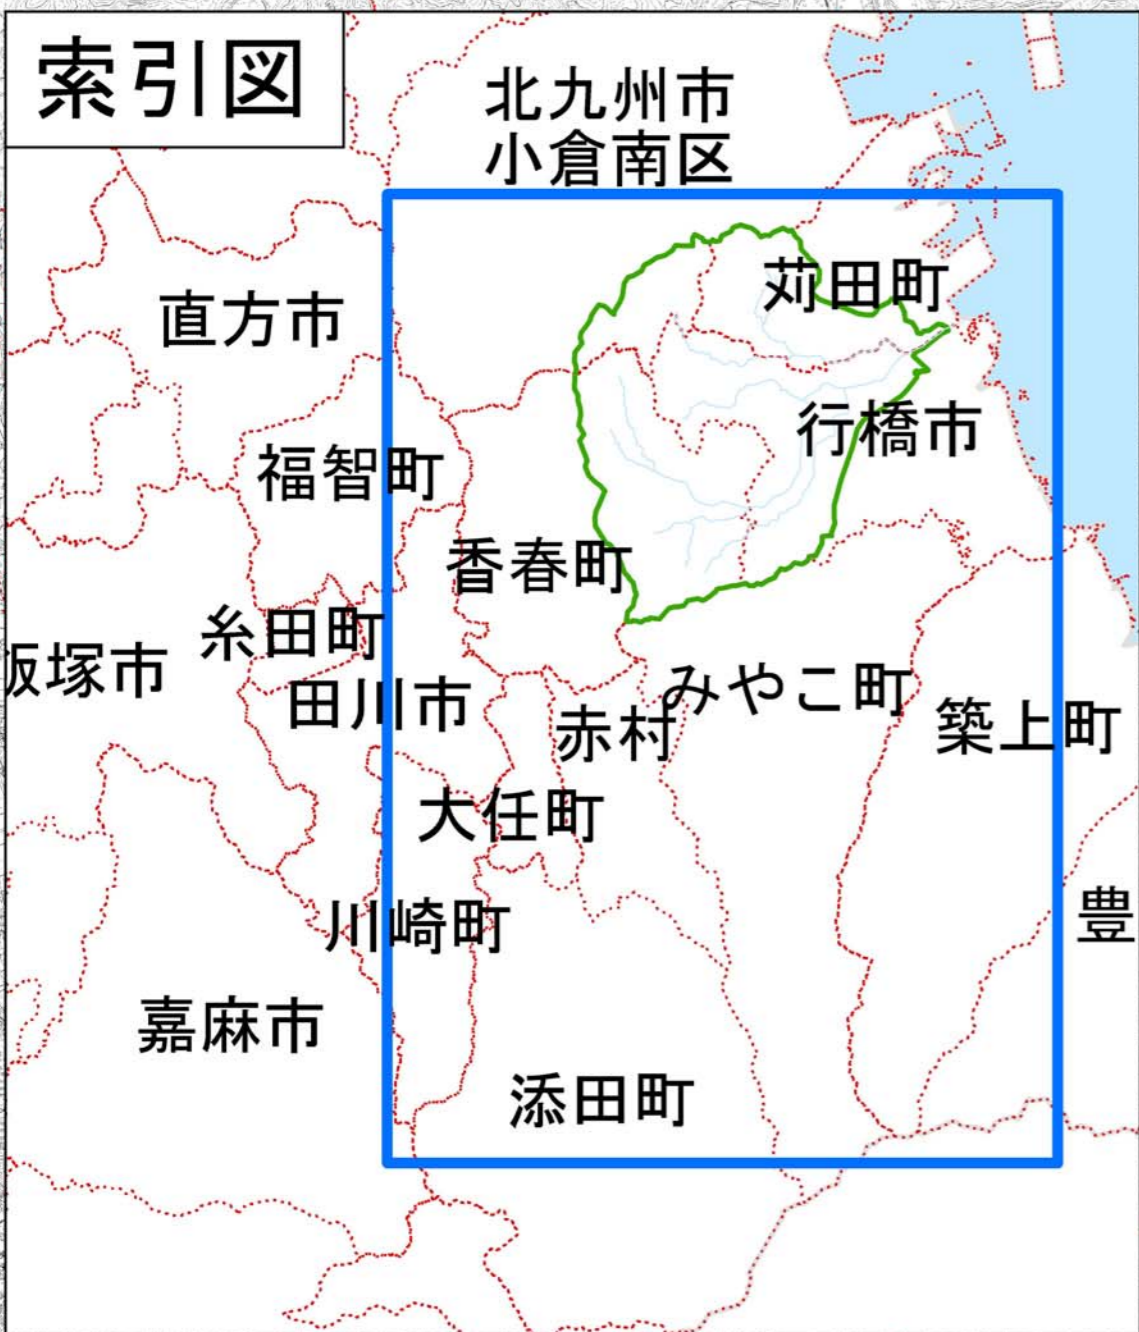 索引図
北九州市
小倉南区
苅田町
直方市
行橋市
福智町
香春町
糸田町
飯塚市
田川市
みやこ町
赤村
築上町
大任町
川崎町
豊
嘉麻市
添田町